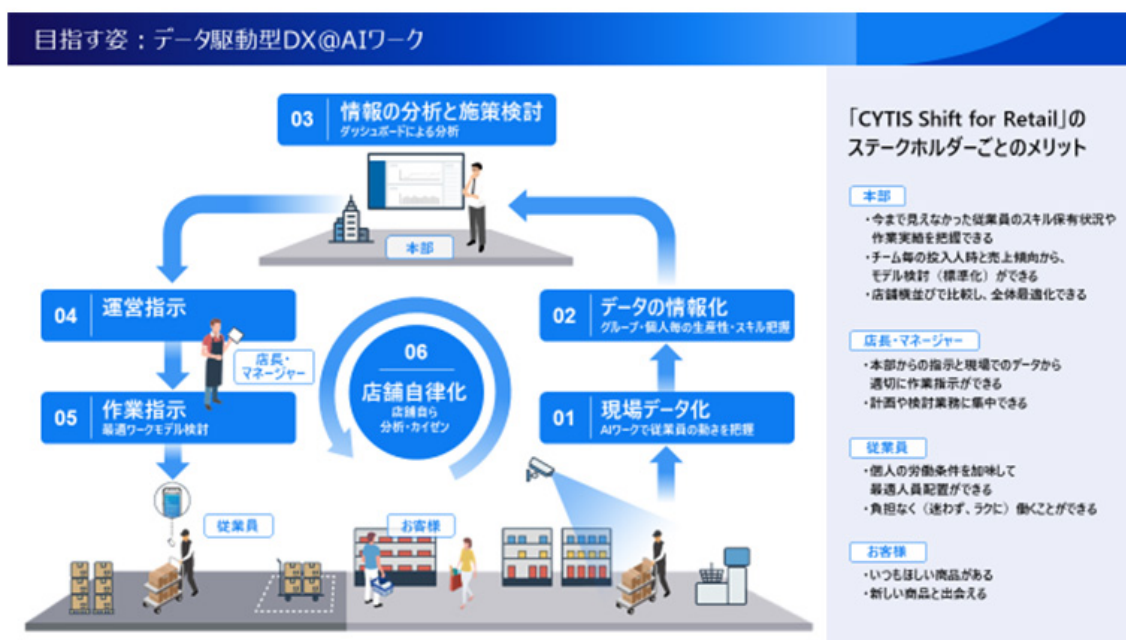 目指す姿：データ駆動型DX@AIワーク
03
情報の分析と施策検討
ダッシュボードによる分析
本部
04
運営指示
店長・
マネージャー
05
作業指示
最適ワークモデル検討
06
店舗自律化
店舗自ら
分析・カイゼン
02
データの情報化
グループ・個人毎の生産性・スキル把握
01
現場データ化
AIワークで従業員の動きを把握
従業員
お客様
「CYTIS Shift for Retail」の
ステークホルダーごとのメリット
本部
・今まで見えなかった従業員のスキル保有状況や
作業実績を把握できる
・チーム毎の投入人時と売上傾向から、
モデル検討（標準化）ができる
・店舗横並びで比較し、全体最適化できる
店長・マネージャー
・本部からの指示と現場でのデータから
適切に作業指示ができる
・計画や検討業務に集中できる
従業員
・個人の労働条件を加味して
最適人員配置ができる
・負担なく（迷わず、ラクに）働くことができる
お客様
・いつもほしい商品がある
・新しい商品と出会える